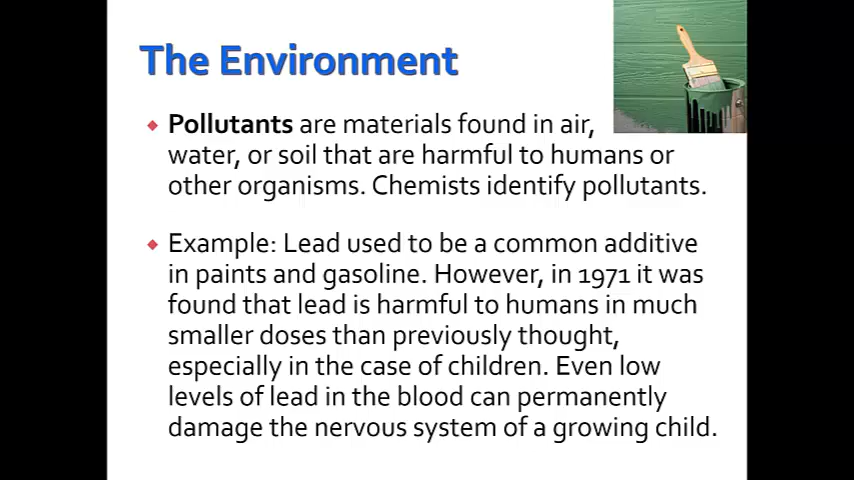 The Environment
Pollutants are materials found in air,
water, or soil that are harmful to humans or
other organisms. Chemists identify pollutants.
Example: Lead used to be a common additive
in paints and gasoline. However, in 1971 it was
found that lead is harmful to humans in much
smaller doses than previously thought,
especially in the case of children. Even low
levels of lead in the blood can permanently
damage the nervous system of a growing child.